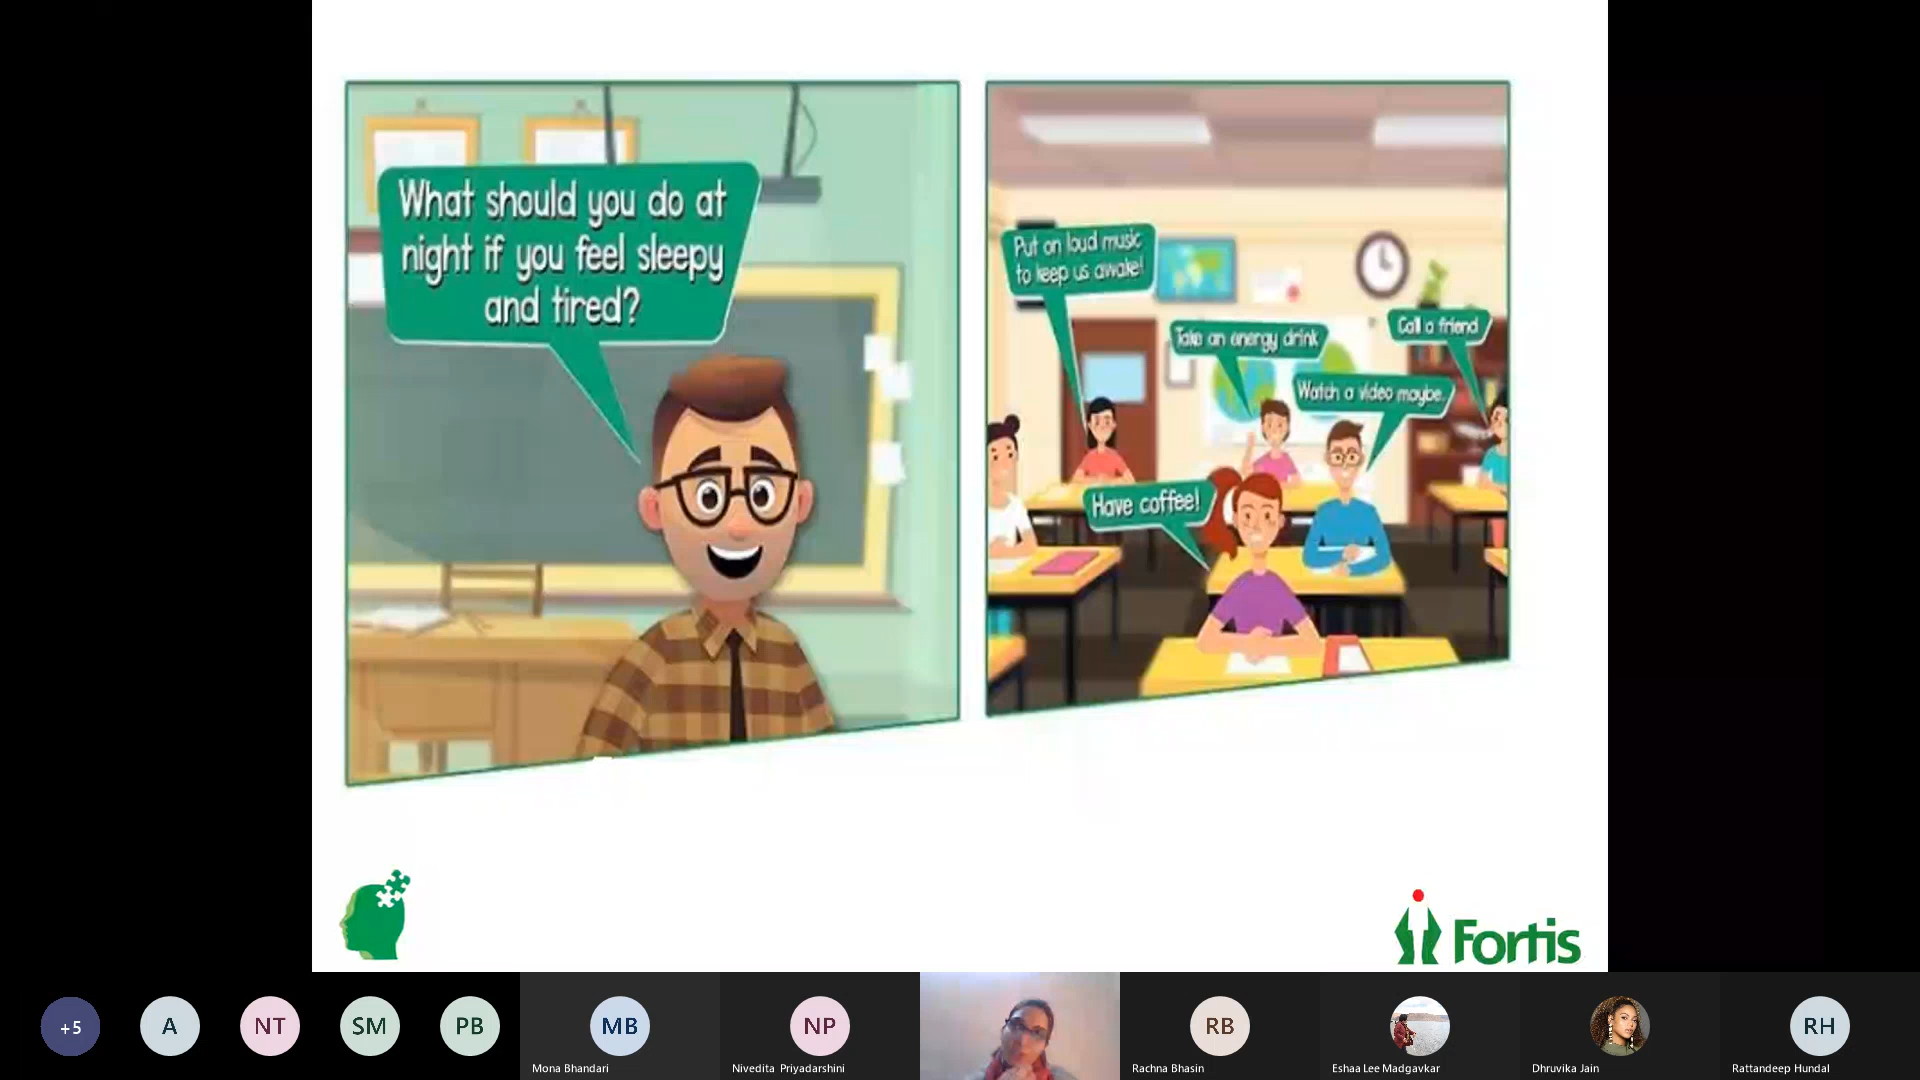 What should you do at
night if you feel sleepy
and tired?
Put on loud music
to keep us awake!
Take an energy drink
Call a friend
Watch a video maybe.
Have coffee!
Fortis
+5
A
NT
SM
PB
MB
Mona Bhandari
NP
Nivedita Priyadarshini
RB
Rachna Bhasin
Eshaa Lee Madgavkar
Dhruvika Jain
RH
Rattandeep Hundal